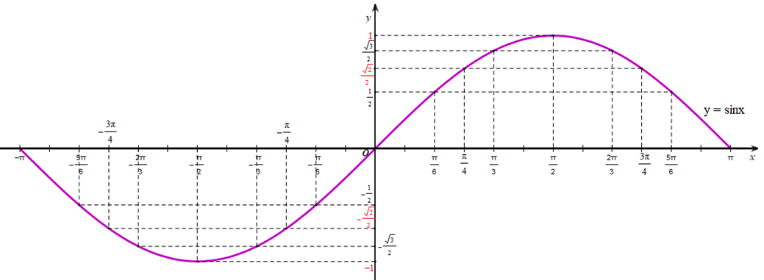 y
1
√3/2
√2/2
1/2
y = sinx
-3π/4
-π/4
O
-π
-5π/6
-2π/3
-π/2
-π/3
-π/6
π/6
π/4
π/3
π/2
2π/3
3π/4
5π/6
π
x
-1/2
-√2/2
-√3/2
-1